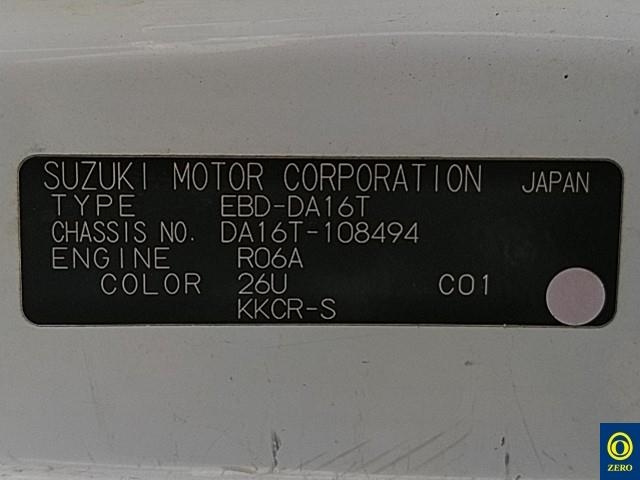 SUZUKI MOTOR CORPORATION JAPAN
TYPE EBD-DA16T
CHASSIS NO. DA16T-108494
ENGINE R06A
COLOR 26U C01
KKCR-S
ZERO